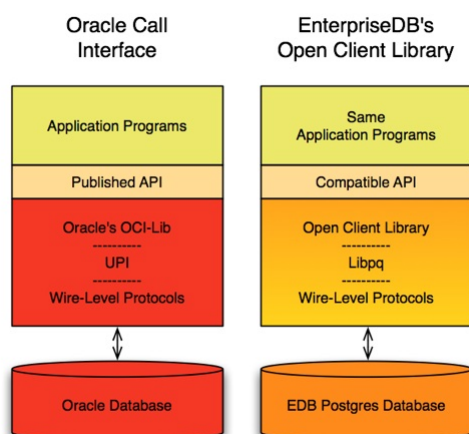 Oracle Call
Interface
Application Programs
Published API
Oracle's OCI-Lib
----------
UPI
----------
Wire-Level Protocols
Oracle Database
EnterpriseDB's
Open Client Library
Same
Application Programs
Compatible API
Open Client Library
----------
Libpq
----------
Wire-Level Protocols
EDB Postgres Database